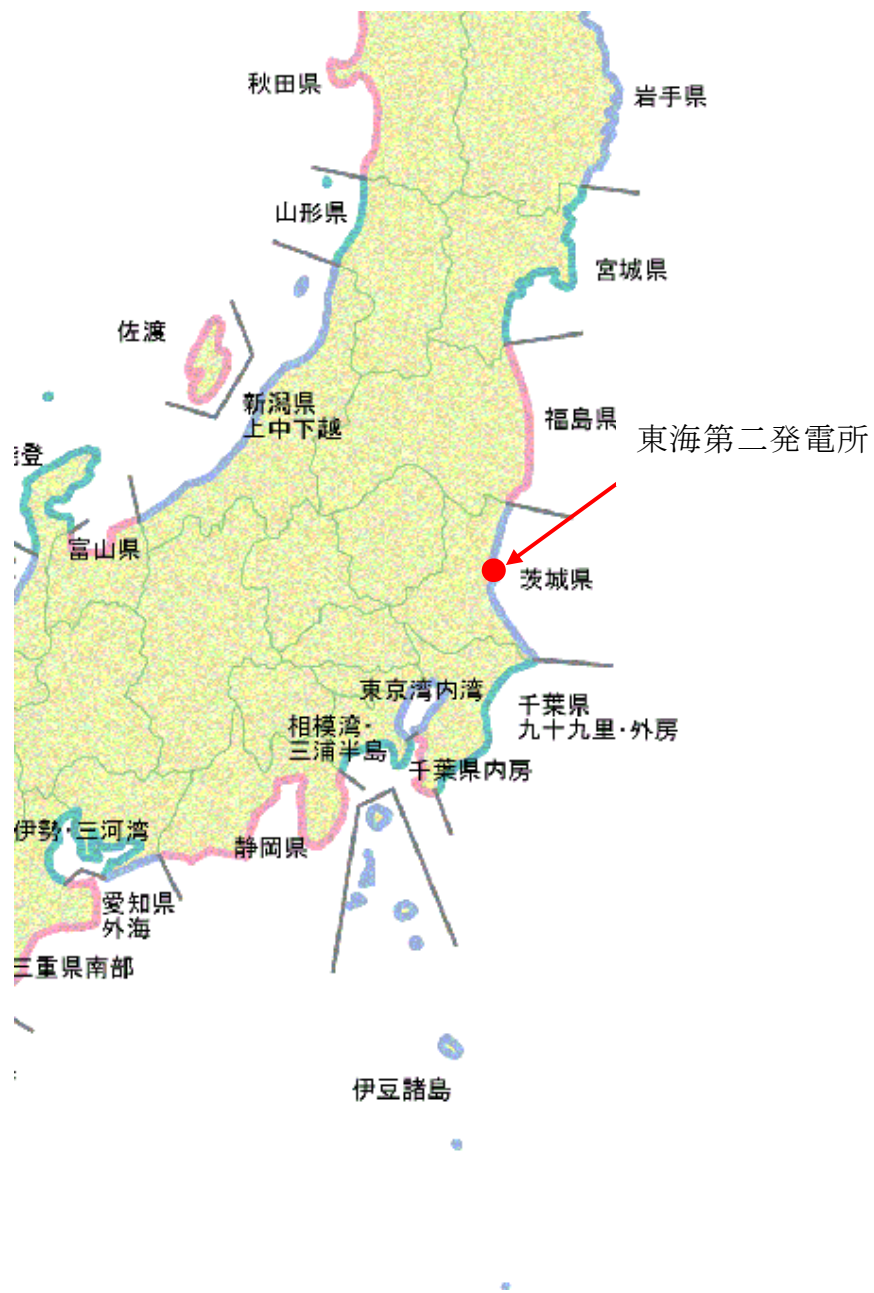 秋田県
岩手県
山形県
宮城県
佐渡
新潟県
上中下越
福島県
東海第二発電所
登
富山県
茨城県
東京湾内湾
千葉県
九十九里・外房
相模湾・
三浦半島
千葉県内房
伊勢・三河湾
静岡県
愛知県
外海
三重県南部
伊豆諸島